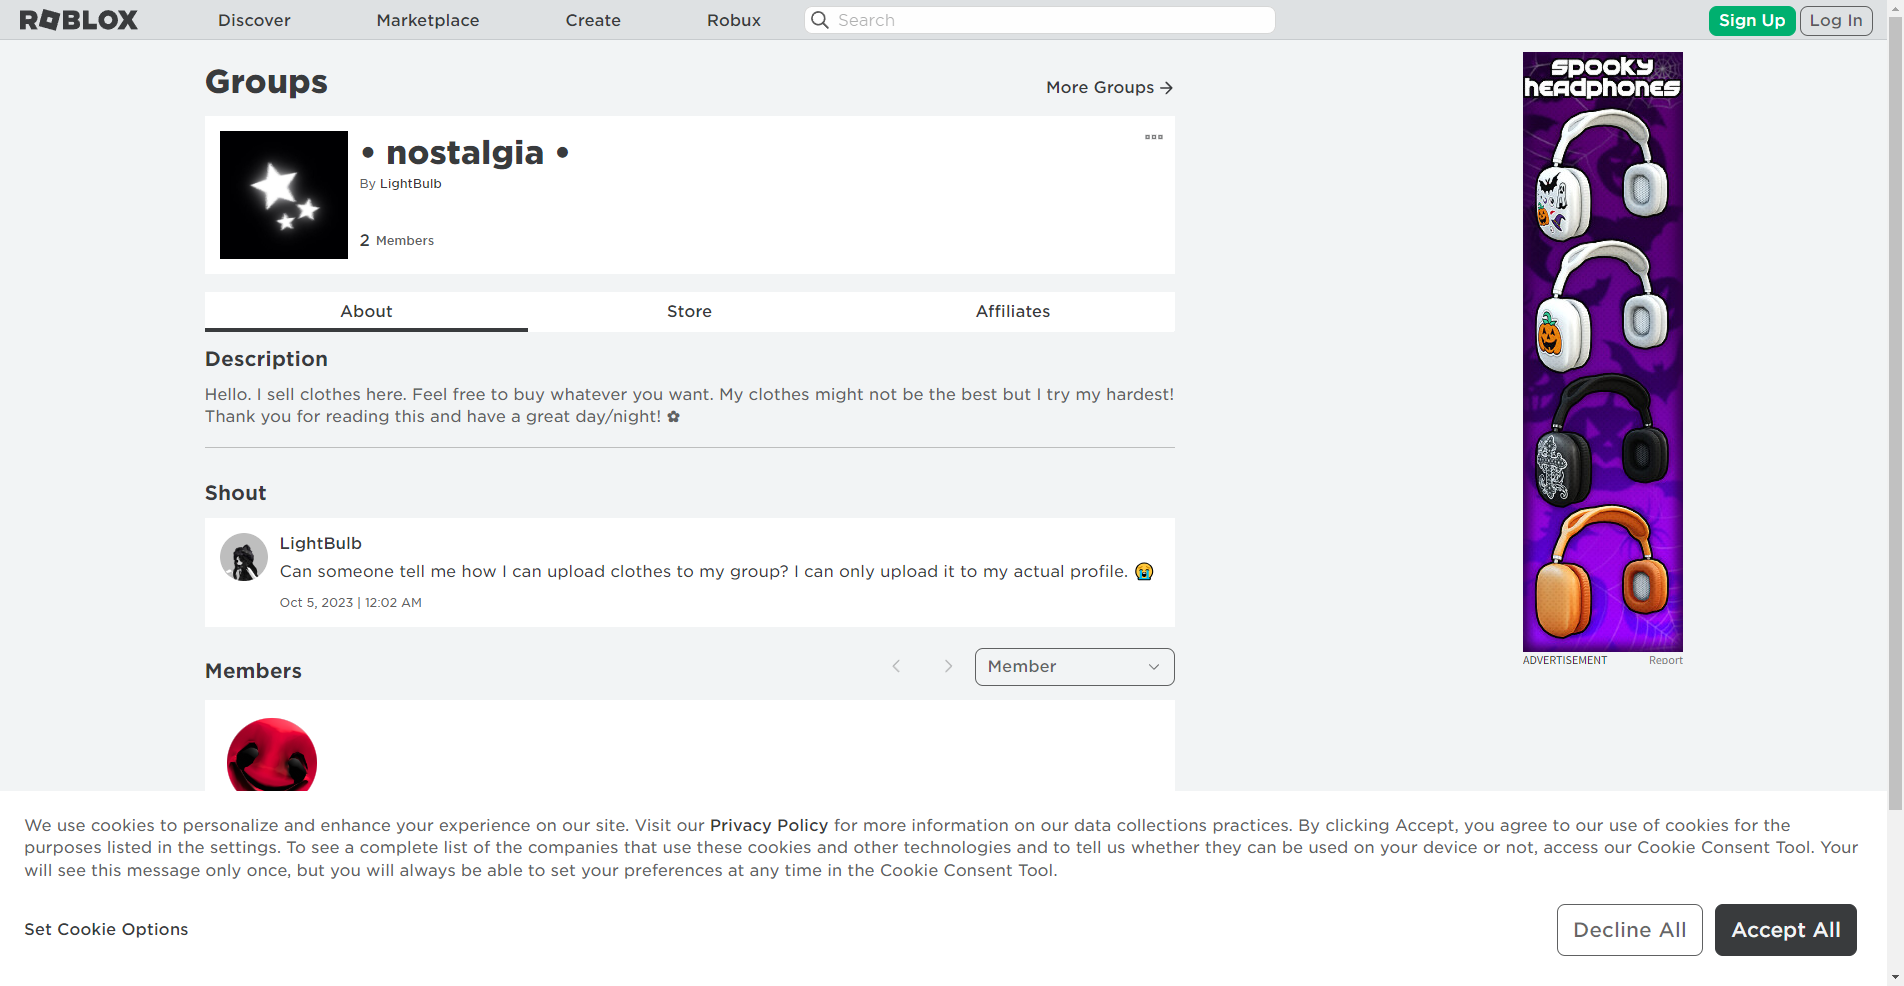 ROBLOX
Discover
Marketplace
Create
Robux
Search
Sign Up
Log In
Groups
More Groups →
• nostalgia •
By LightBulb
2 Members
About
Store
Affiliates
Description
Hello. I sell clothes here. Feel free to buy whatever you want. My clothes might not be the best but I try my hardest!
Thank you for reading this and have a great day/night! ✿
Shout
LightBulb
Can someone tell me how I can upload clothes to my group? I can only upload it to my actual profile. 😭
Oct 5, 2023 | 12:02 AM
Members
Member
spooky
headphones
ADVERTISEMENT
Report
We use cookies to personalize and enhance your experience on our site. Visit our Privacy Policy for more information on our data collections practices. By clicking Accept, you agree to our use of cookies for the
purposes listed in the settings. To see a complete list of the companies that use these cookies and other technologies and to tell us whether they can be used on your device or not, access our Cookie Consent Tool. Your
will see this message only once, but you will always be able to set your preferences at any time in the Cookie Consent Tool.
Set Cookie Options
Decline All
Accept All